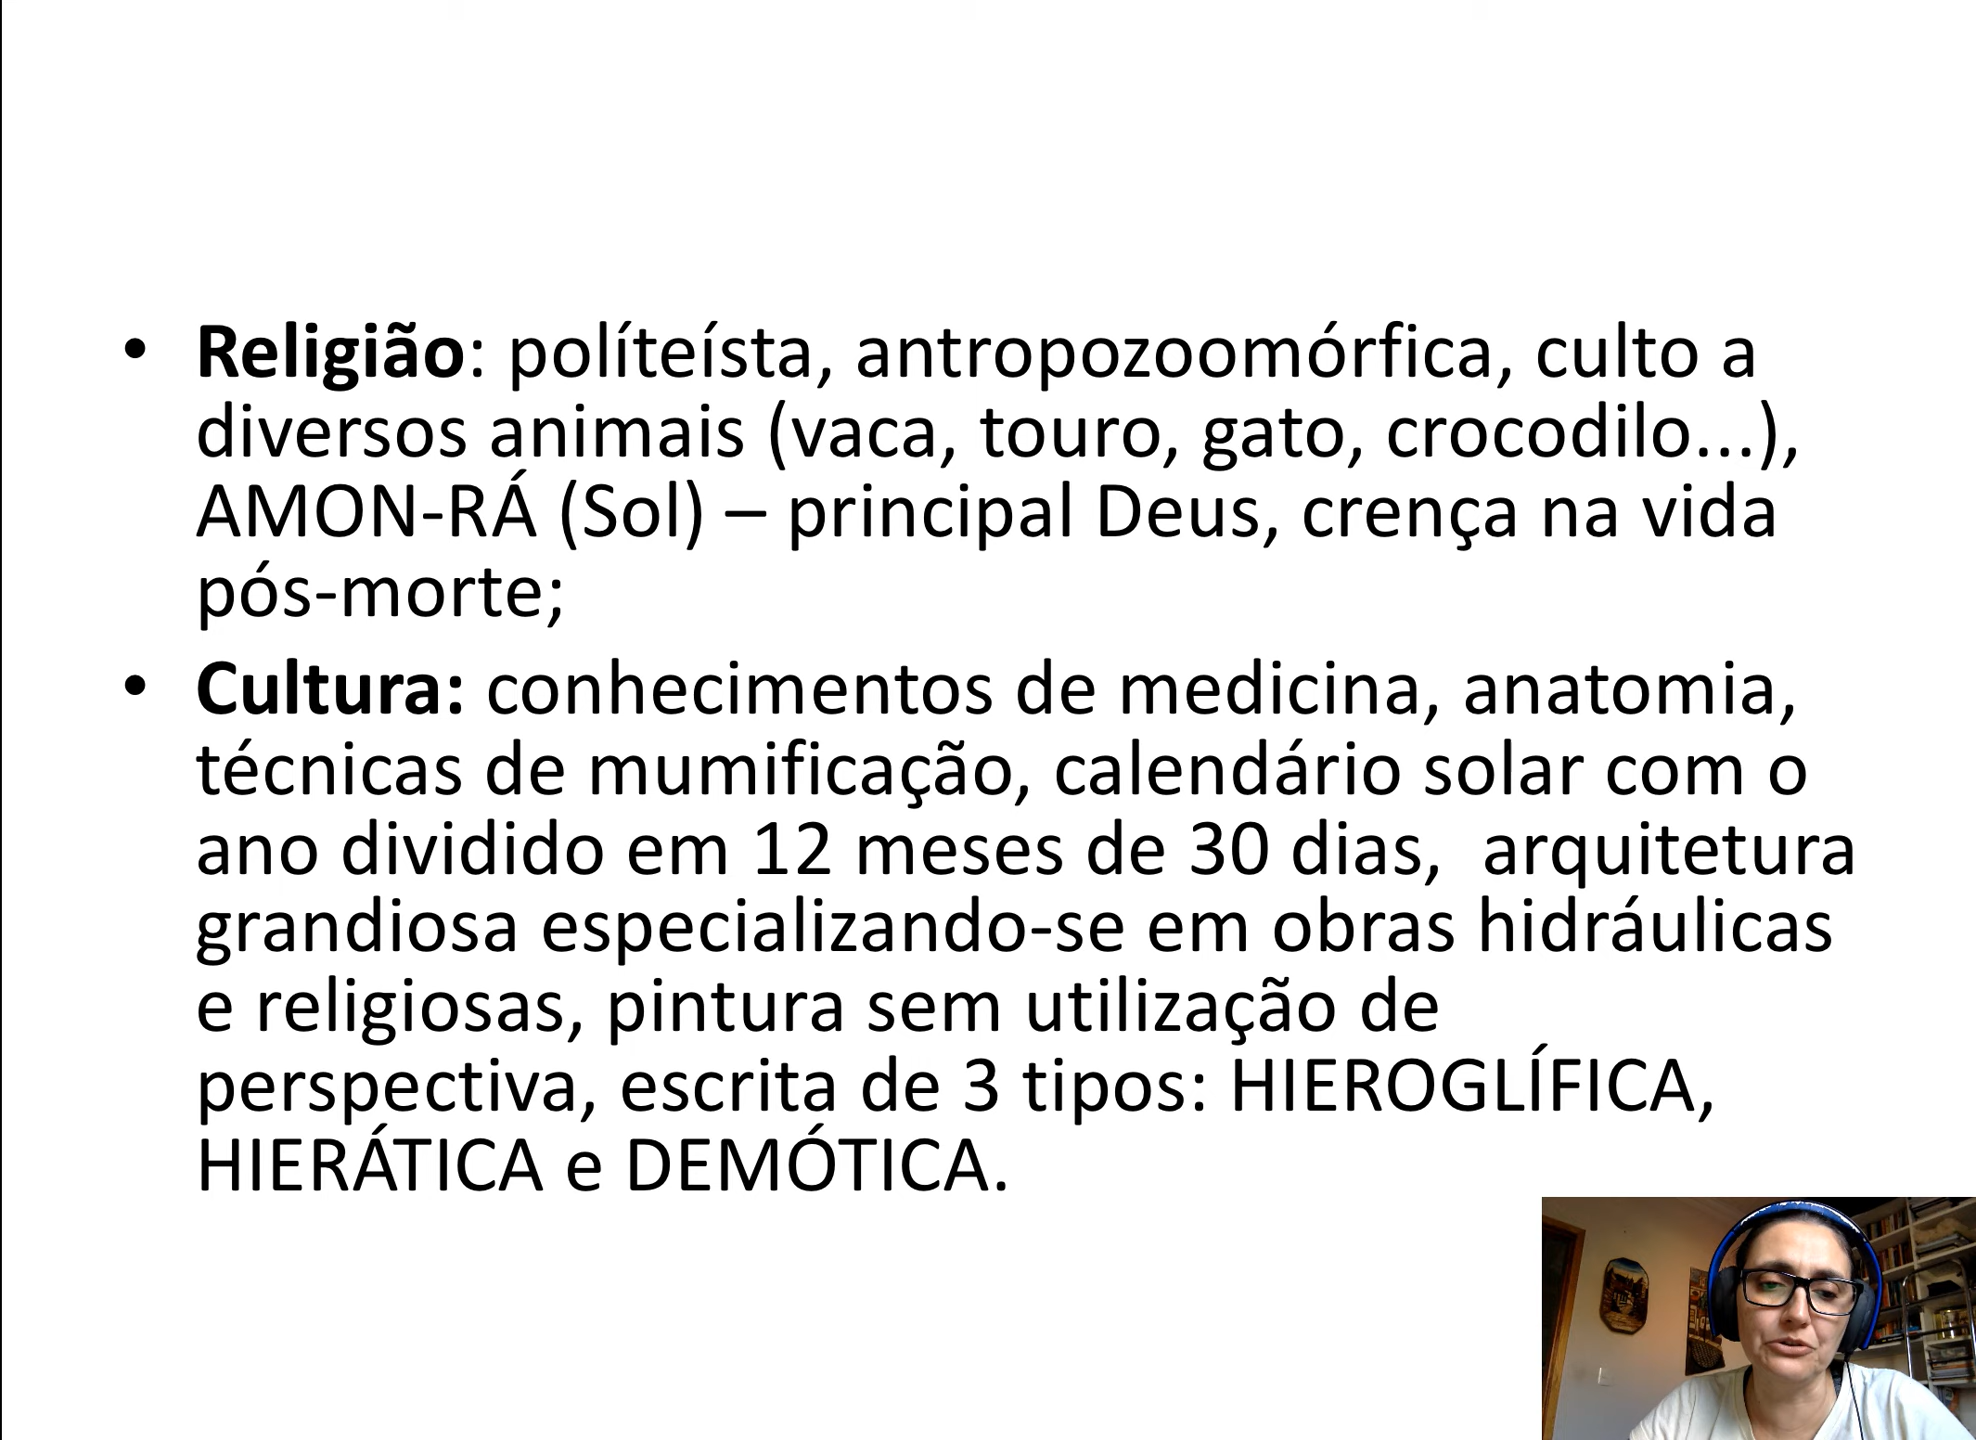 • Religião: políteísta, antropozoomórfica, culto a
diversos animais (vaca, touro, gato, crocodilo...),
AMON-RÁ (Sol) – principal Deus, crença na vida
pós-morte;
• Cultura: conhecimentos de medicina, anatomia,
técnicas de mumificação, calendário solar com o
ano dividido em 12 meses de 30 dias,  arquitetura
grandiosa especializando-se em obras hidráulicas
e religiosas, pintura sem utilização de
perspectiva, escrita de 3 tipos: HIEROGLÍFICA,
HIERÁTICA e DEMÓTICA.